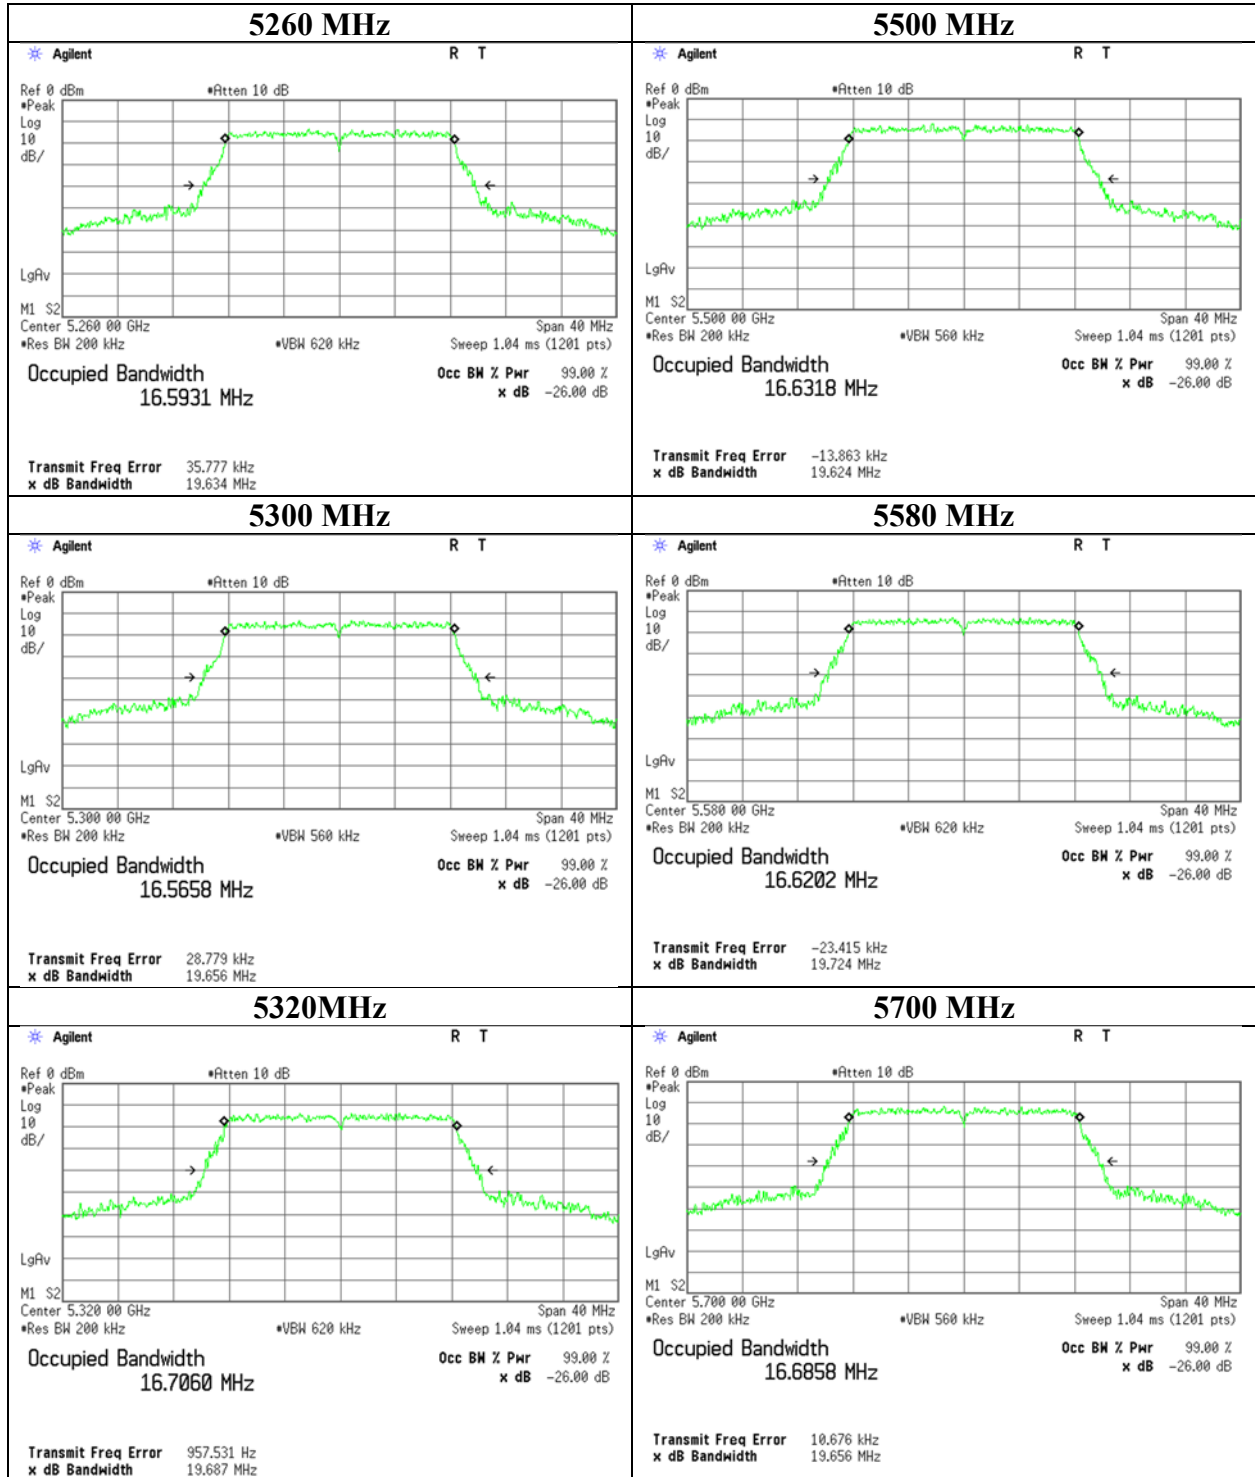 5260 MHz
Agilent R T
Ref 0 dBm #Atten 10 dB
#Peak
Log
10
dB/
LgAv
M1 S2
Center 5.260 00 GHz Span 40 MHz
#Res BW 200 kHz #VBW 620 kHz Sweep 1.04 ms (1201 pts)
Occupied Bandwidth Occ BW % Pwr 99.00 %
16.5931 MHz x dB -26.00 dB
Transmit Freq Error 35.777 kHz
x dB Bandwidth 19.634 MHz
5500 MHz
Agilent R T
Ref 0 dBm #Atten 10 dB
#Peak
Log
10
dB/
LgAv
M1 S2
Center 5.500 00 GHz Span 40 MHz
#Res BW 200 kHz #VBW 560 kHz Sweep 1.04 ms (1201 pts)
Occupied Bandwidth Occ BW % Pwr 99.00 %
16.6318 MHz x dB -26.00 dB
Transmit Freq Error -13.863 kHz
x dB Bandwidth 19.624 MHz
5300 MHz
Agilent R T
Ref 0 dBm #Atten 10 dB
#Peak
Log
10
dB/
LgAv
M1 S2
Center 5.300 00 GHz Span 40 MHz
#Res BW 200 kHz #VBW 560 kHz Sweep 1.04 ms (1201 pts)
Occupied Bandwidth Occ BW % Pwr 99.00 %
16.5658 MHz x dB -26.00 dB
Transmit Freq Error 28.779 kHz
x dB Bandwidth 19.656 MHz
5580 MHz
Agilent R T
Ref 0 dBm #Atten 10 dB
#Peak
Log
10
dB/
LgAv
M1 S2
Center 5.580 00 GHz Span 40 MHz
#Res BW 200 kHz #VBW 620 kHz Sweep 1.04 ms (1201 pts)
Occupied Bandwidth Occ BW % Pwr 99.00 %
16.6202 MHz x dB -26.00 dB
Transmit Freq Error -23.415 kHz
x dB Bandwidth 19.724 MHz
5320MHz
Agilent R T
Ref 0 dBm #Atten 10 dB
#Peak
Log
10
dB/
LgAv
M1 S2
Center 5.320 00 GHz Span 40 MHz
#Res BW 200 kHz #VBW 620 kHz Sweep 1.04 ms (1201 pts)
Occupied Bandwidth Occ BW % Pwr 99.00 %
16.7060 MHz x dB -26.00 dB
Transmit Freq Error 957.531 Hz
x dB Bandwidth 19.687 MHz
5700 MHz
Agilent R T
Ref 0 dBm #Atten 10 dB
#Peak
Log
10
dB/
LgAv
M1 S2
Center 5.700 00 GHz Span 40 MHz
#Res BW 200 kHz #VBW 560 kHz Sweep 1.04 ms (1201 pts)
Occupied Bandwidth Occ BW % Pwr 99.00 %
16.6858 MHz x dB -26.00 dB
Transmit Freq Error 10.676 kHz
x dB Bandwidth 19.656 MHz